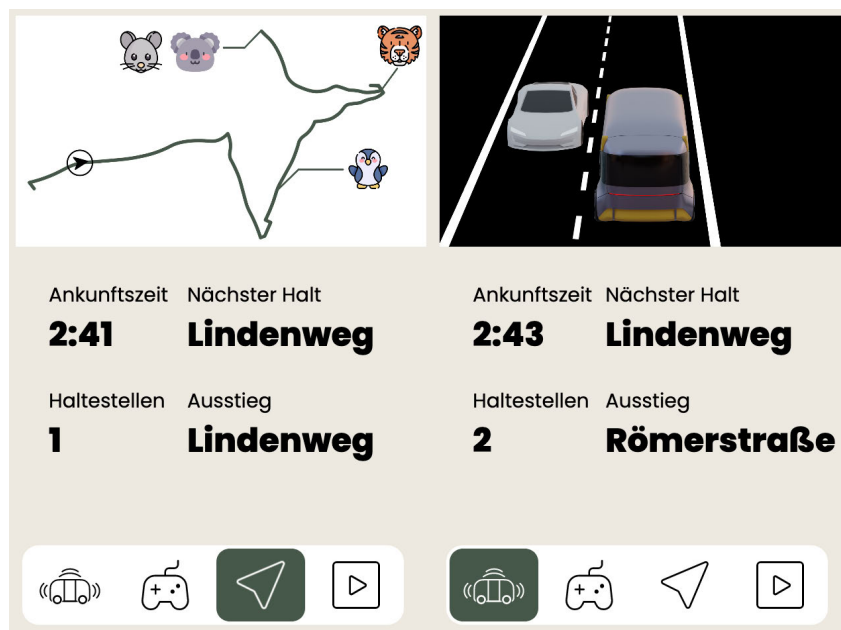 Ankunftszeit Nächster Halt
2:41 Lindenweg
Haltestellen Ausstieg
1 Lindenweg
Ankunftszeit Nächster Halt
2:43 Lindenweg
Haltestellen Ausstieg
2 Römerstraße